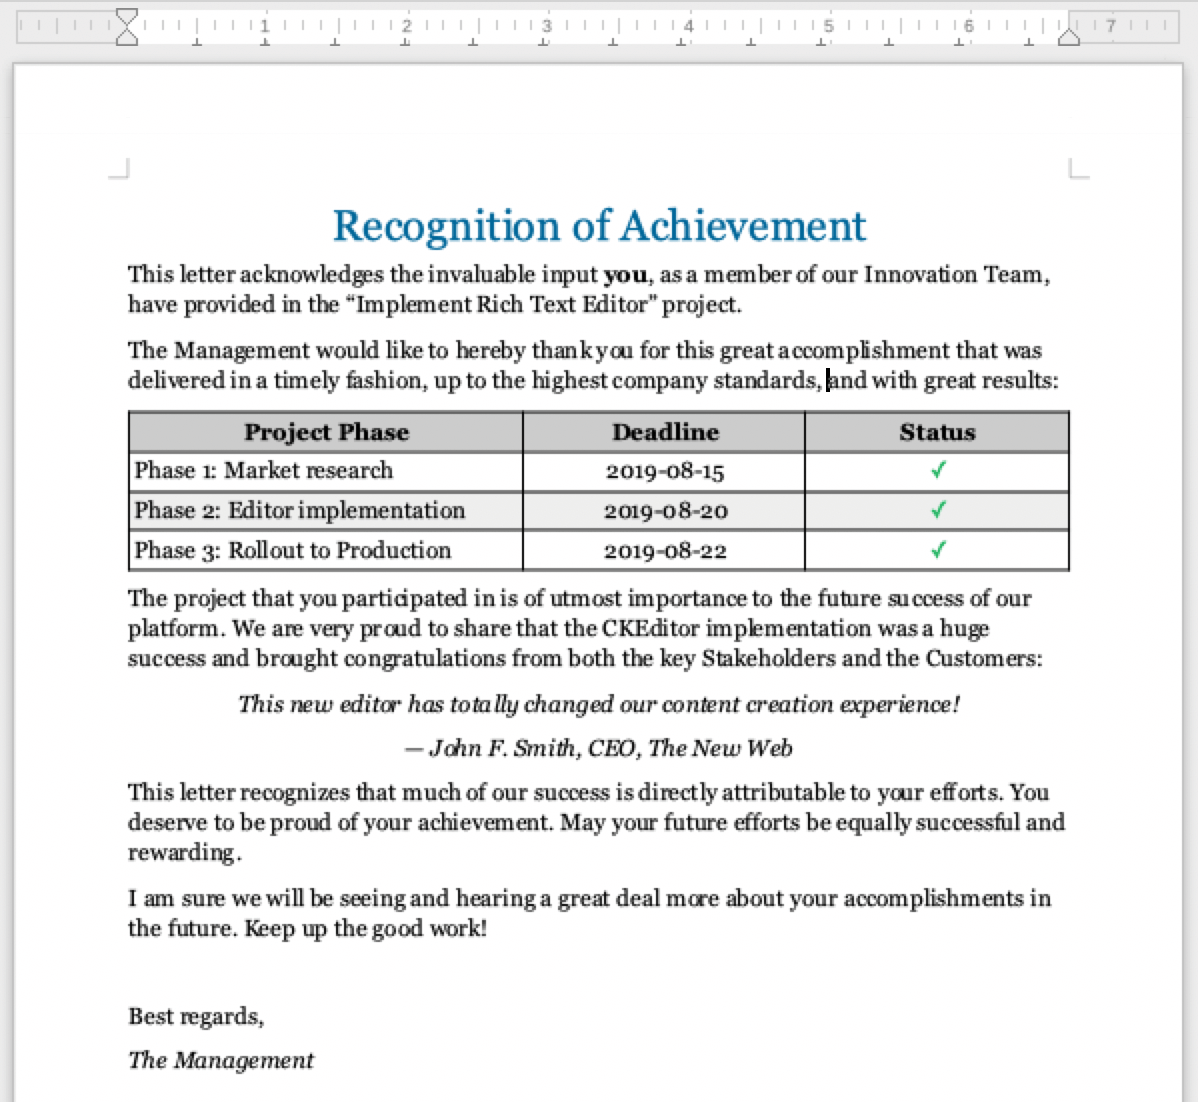 1 2 3 4 5 6 7
Recognition of Achievement
This letter acknowledges the invaluable input you, as a member of our Innovation Team,
have provided in the “Implement Rich Text Editor” project.
The Management would like to hereby thank you for this great accomplishment that was
delivered in a timely fashion, up to the highest company standards, and with great results:
Project Phase Deadline Status
Phase 1: Market research 2019-08-15 ✓
Phase 2: Editor implementation 2019-08-20 ✓
Phase 3: Rollout to Production 2019-08-22 ✓
The project that you participated in is of utmost importance to the future success of our
platform. We are very proud to share that the CKEditor implementation was a huge
success and brought congratulations from both the key Stakeholders and the Customers:
This new editor has totally changed our content creation experience!
— John F. Smith, CEO, The New Web
This letter recognizes that much of our success is directly attributable to your efforts. You
deserve to be proud of your achievement. May your future efforts be equally successful and
rewarding.
I am sure we will be seeing and hearing a great deal more about your accomplishments in
the future. Keep up the good work!
Best regards,
The Management